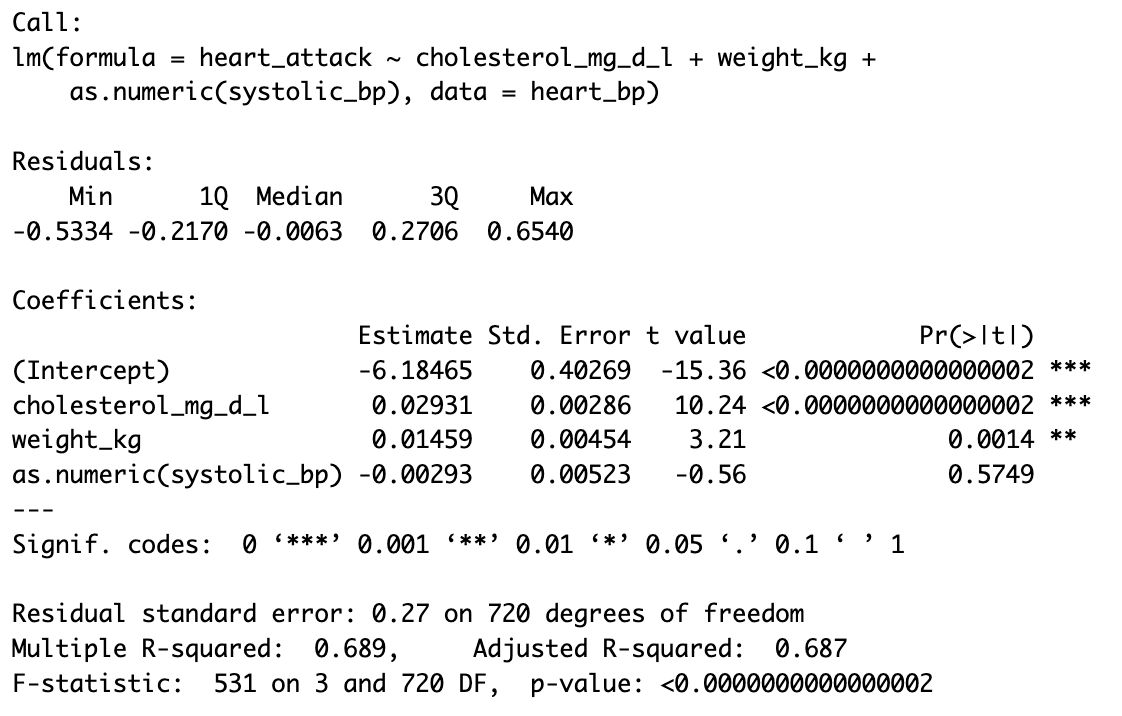 Call:
lm(formula = heart_attack ~ cholesterol_mg_d_l + weight_kg +
    as.numeric(systolic_bp), data = heart_bp)

Residuals:
    Min      1Q  Median      3Q     Max
-0.5334 -0.2170 -0.0063  0.2706  0.6540

Coefficients:
                        Estimate Std. Error t value            Pr(>|t|)
(Intercept)             -6.18465    0.40269  -15.36 <0.0000000000000002 ***
cholesterol_mg_d_l       0.02931    0.00286   10.24 <0.0000000000000002 ***
weight_kg                0.01459    0.00454    3.21              0.0014 **
as.numeric(systolic_bp) -0.00293    0.00523   -0.56              0.5749
---
Signif. codes:  0 ‘***’ 0.001 ‘**’ 0.01 ‘*’ 0.05 ‘.’ 0.1 ‘ ’ 1

Residual standard error: 0.27 on 720 degrees of freedom
Multiple R-squared:  0.689,     Adjusted R-squared:  0.687
F-statistic:  531 on 3 and 720 DF,  p-value: <0.0000000000000002